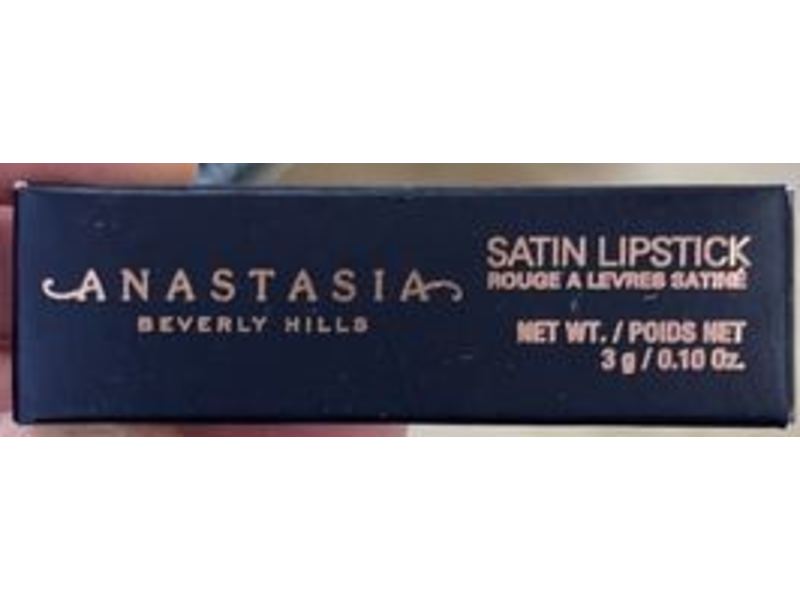 ANASTASIA
BEVERLY HILLS
SATIN LIPSTICK
ROUGE A LEVRES SATINÉ
NET WT. / POIDS NET
3 g / 0.10 Oz.